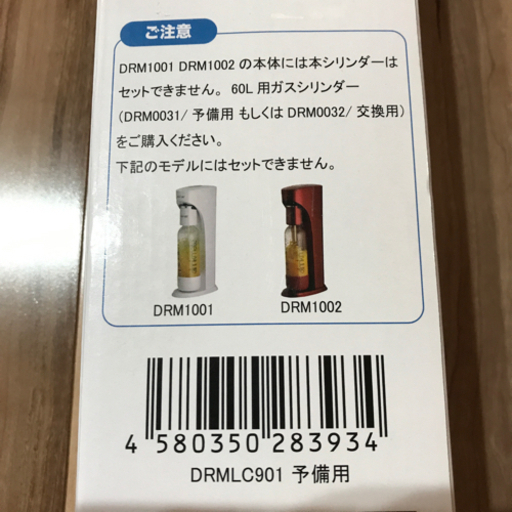 ご注意
DRM1001 DRM1002 の本体には本シリンダーは
セットできません。 60L 用ガスシリンダー
(DRM0031/ 予備用 もしくは DRM0032/ 交換用)
をご購入ください。
下記のモデルにはセットできません。
DRM1001
DRM1002
4 580350 283934
DRMLC901 予備用